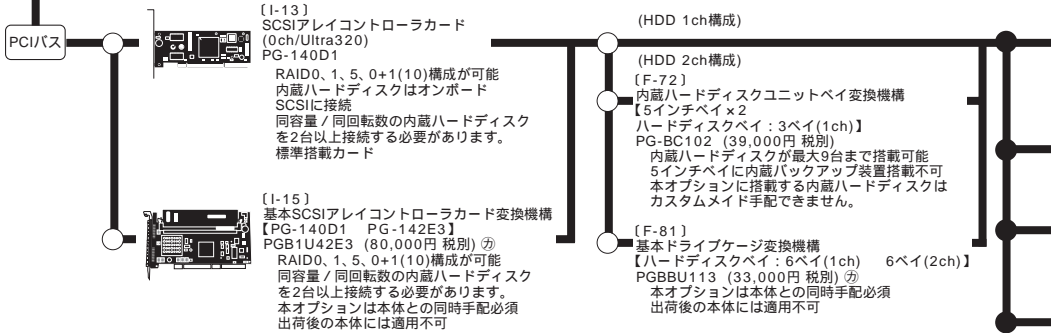 PCIバス
〔I-13〕
SCSIアレイコントローラカード
(0ch/Ultra320)
PG-140D1
RAID0、1、5、0+1(10)構成が可能
内蔵ハードディスクはオンボード
SCSIに接続
同容量/同回転数の内蔵ハードディスク
を2台以上接続する必要があります。
標準搭載カード
〔I-15〕
基本SCSIアレイコントローラカード変換機構
【PG-140D1 PG-142E3】
PGB1U42E3 (80,000円 税別) ㋕
RAID0、1、5、0+1(10)構成が可能
同容量/同回転数の内蔵ハードディスク
を2台以上接続する必要があります。
本オプションは本体との同時手配必須
出荷後の本体には適用不可
(HDD 1ch構成)
(HDD 2ch構成)
〔F-72〕
内蔵ハードディスクユニットベイ変換機構
【5インチベイ×2
ハードディスクベイ:3ベイ(1ch)】
PG-BC102 (39,000円 税別)
内蔵ハードディスクが最大9台まで搭載可能
5インチベイに内蔵バックアップ装置搭載不可
本オプションに搭載する内蔵ハードディスクは
カスタムメイド手配できません。
〔F-81〕
基本ドライブケージ変換機構
【ハードディスクベイ:6ベイ(1ch) 6ベイ(2ch)】
PGBBU113 (33,000円 税別) ㋕
本オプションは本体との同時手配必須
出荷後の本体には適用不可